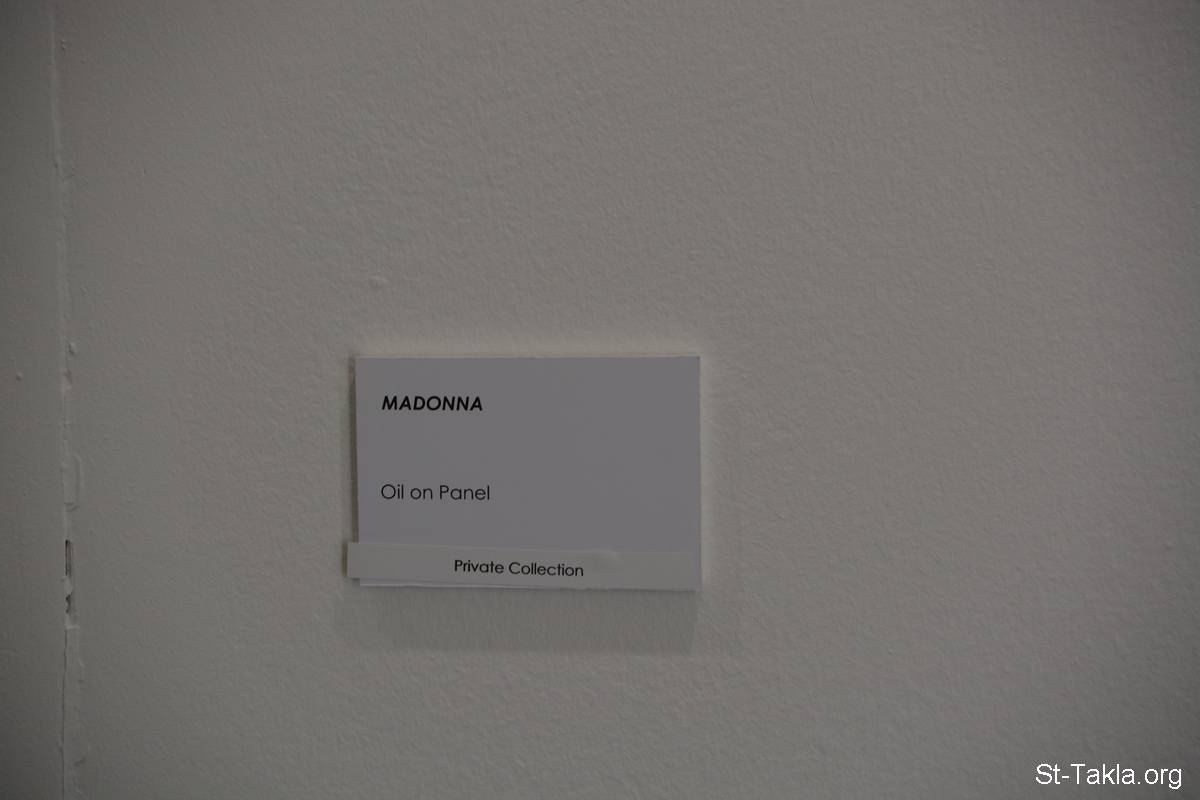 MADONNA
Oil on Panel
Private Collection
St-Takla.org